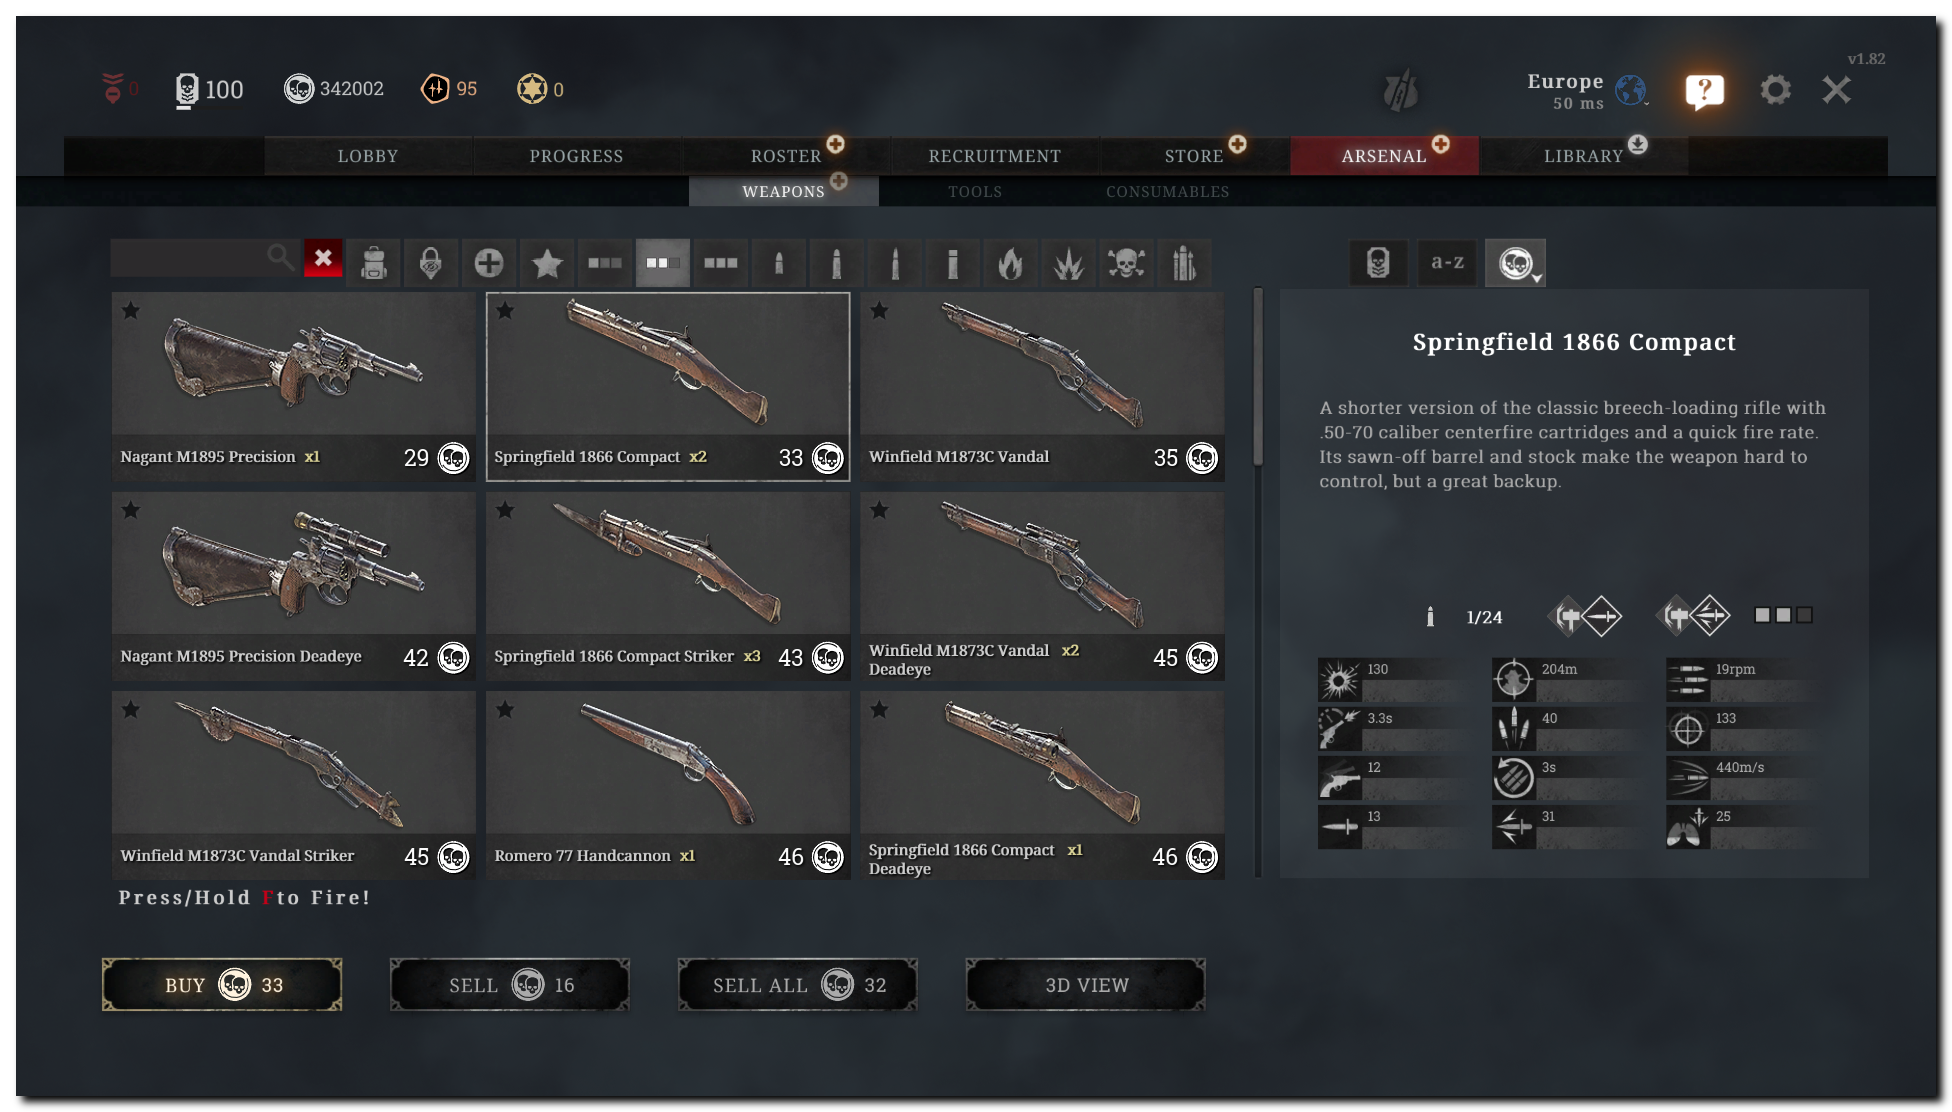 v1.82
0
100
342002
95
0
Europe
50 ms
?
LOBBY
PROGRESS
ROSTER
RECRUITMENT
STORE
ARSENAL
LIBRARY
WEAPONS
TOOLS
CONSUMABLES
a-z
Nagant M1895 Precision x1 29
Springfield 1866 Compact x2 33
Winfield M1873C Vandal 35
Nagant M1895 Precision Deadeye 42
Springfield 1866 Compact Striker x3 43
Winfield M1873C Vandal x2 45
Deadeye
Winfield M1873C Vandal Striker 45
Romero 77 Handcannon x1 46
Springfield 1866 Compact x1 46
Deadeye
Press/Hold F to Fire!
BUY 33
SELL 16
SELL ALL 32
3D VIEW
Springfield 1866 Compact
A shorter version of the classic breech-loading rifle with
.50-70 caliber centerfire cartridges and a quick fire rate.
Its sawn-off barrel and stock make the weapon hard to
control, but a great backup.
1/24
130
204m
19rpm
3.3s
40
133
12
3s
440m/s
13
31
25